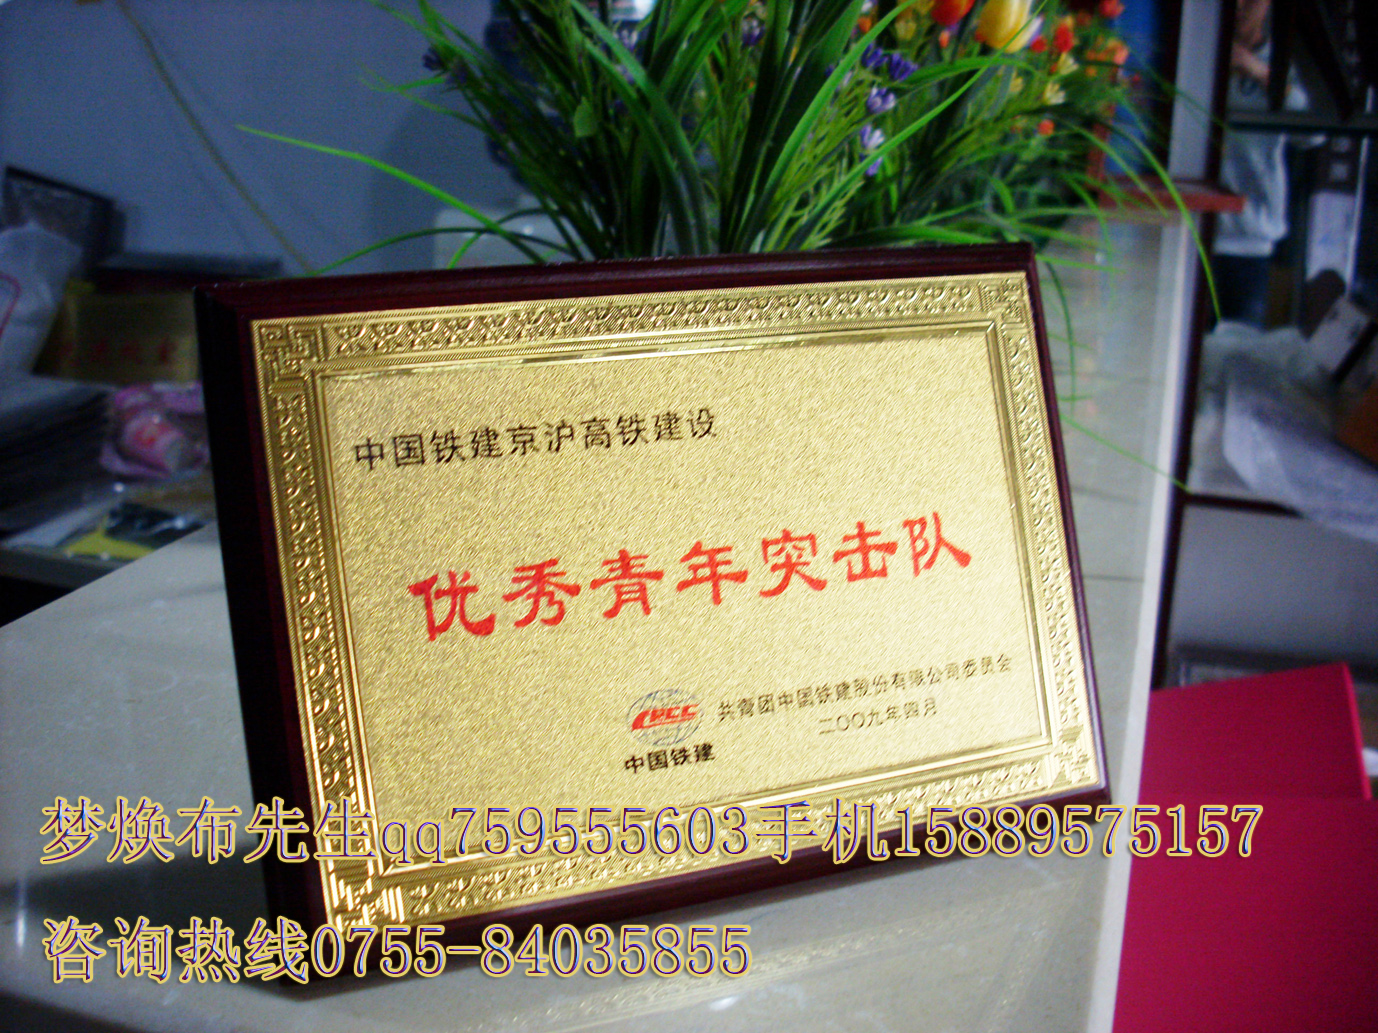 中国铁建京沪高铁建设
优秀青年突击队
CRCC
共青团中国铁建股份有限公司委员会
二〇〇九年四月
中国铁建
梦焕布先生qq759555603手机15889575157
咨询热线0755-84035855